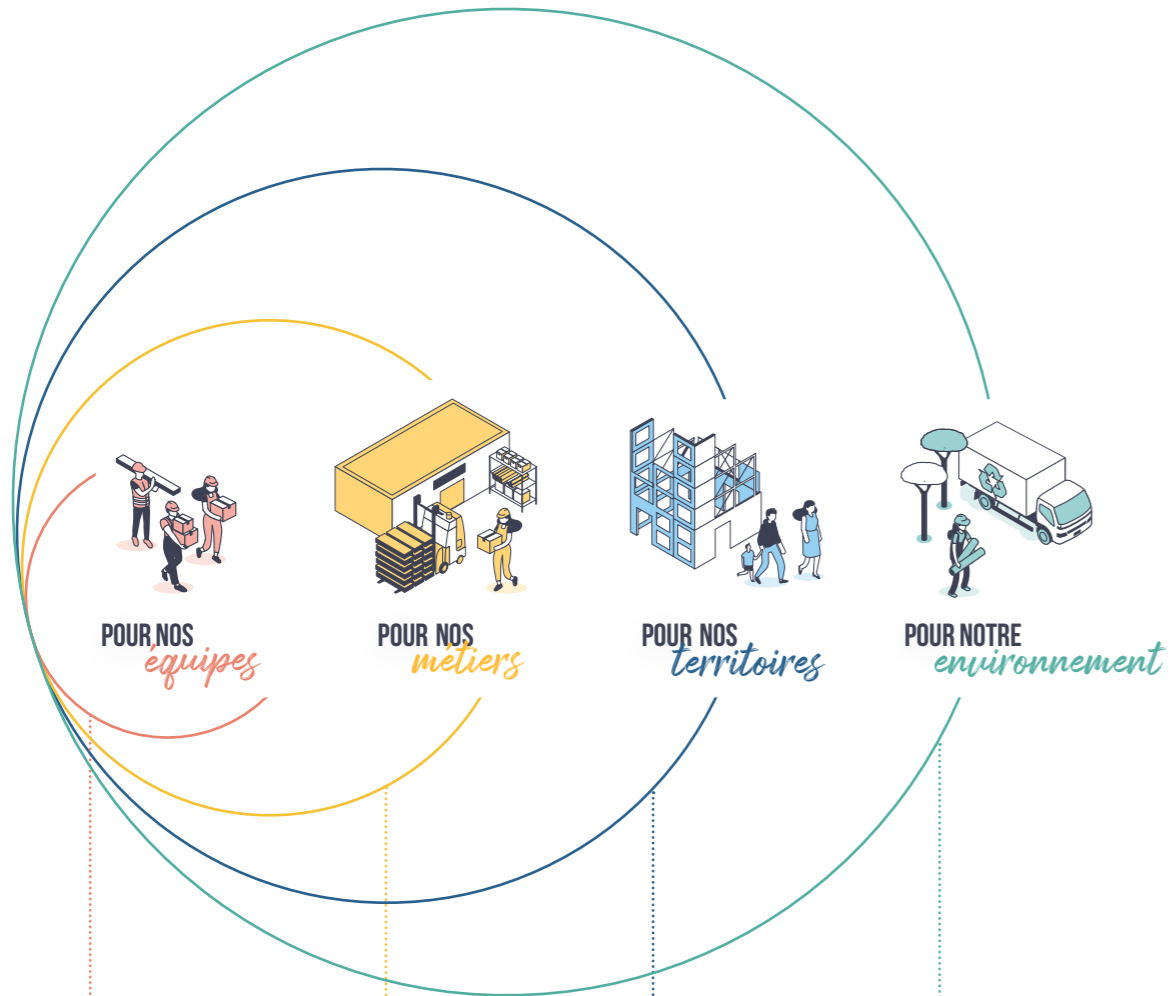 POUR NOS
équipes
POUR NOS
métiers
POUR NOS
territoires
POUR NOTRE
environnement